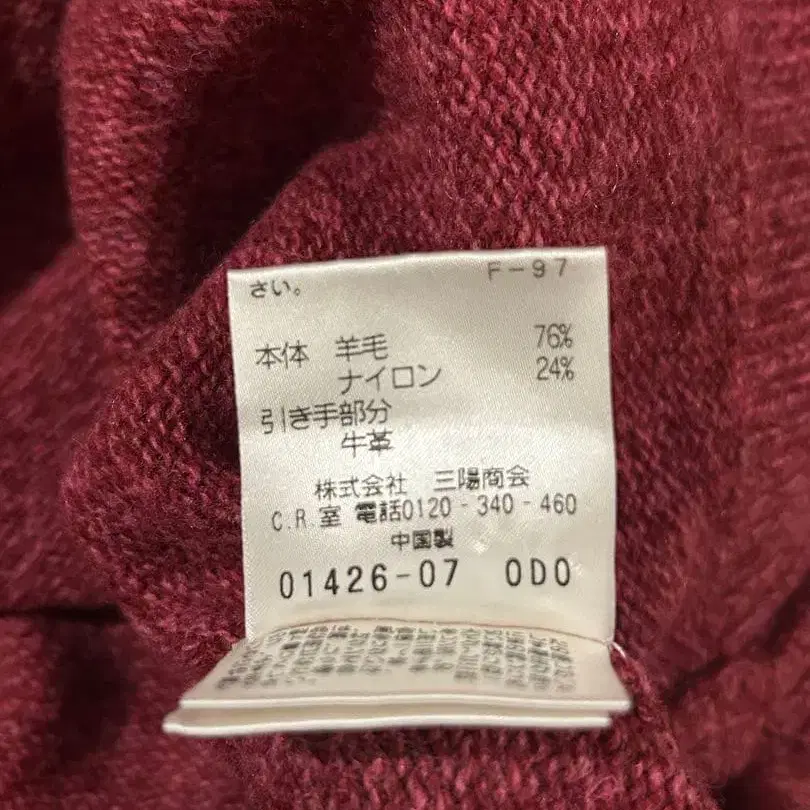 F-97
さい。
本体 羊毛 76%
ナイロン 24%
引き手部分
牛革
株式会社 三陽商会
C.R.室 電話0120-340-460
中国製
01426-07 0D0